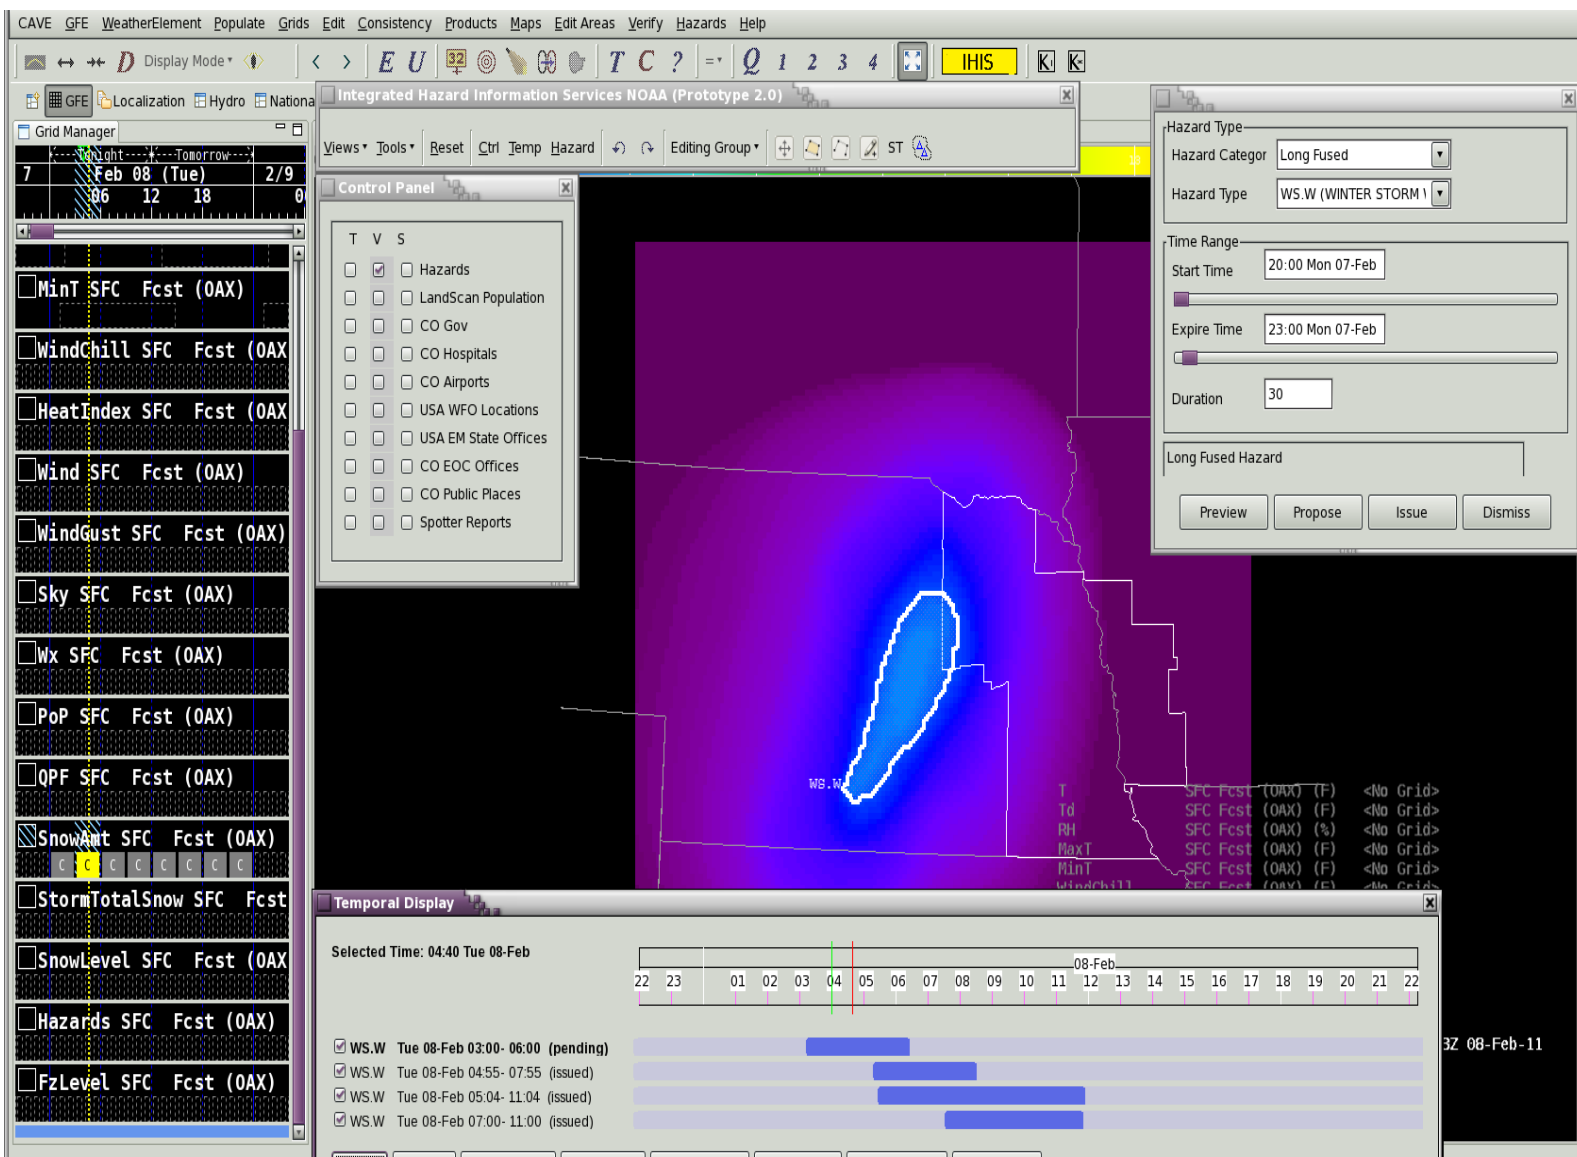 CAVE GFE WeatherElement Populate Grids Edit Consistency Products Maps Edit Areas Verify Hazards Help
D Display Mode < > E U 32 T C ? = Q 1 2 3 4 IHIS K K
GFE Localization Hydro Nationa
Integrated Hazard Information Services NOAA (Prototype 2.0)
Views Tools Reset Ctrl Temp Hazard Editing Group ST
Grid Manager
Tonight Tomorrow
7 Feb 08 (Tue) 2/9
06 12 18 0
MinT SFC Fcst (OAX)
WindChill SFC Fcst (OAX
HeatIndex SFC Fcst (OAX
Wind SFC Fcst (OAX)
WindGust SFC Fcst (OAX)
Sky SFC Fcst (OAX)
Wx SFC Fcst (OAX)
PoP SFC Fcst (OAX)
QPF SFC Fcst (OAX)
SnowAmt SFC Fcst (OAX)
C C C C C C C C
StormTotalSnow SFC Fcst
SnowLevel SFC Fcst (OAX
Hazards SFC Fcst (OAX)
FzLevel SFC Fcst (OAX)
Control Panel
T V S
Hazards
LandScan Population
CO Gov
CO Hospitals
CO Airports
USA WFO Locations
USA EM State Offices
CO EOC Offices
CO Public Places
Spotter Reports
Hazard Type
Hazard Categor Long Fused
Hazard Type WS.W (WINTER STORM
Time Range
Start Time 20:00 Mon 07-Feb
Expire Time 23:00 Mon 07-Feb
Duration 30
Long Fused Hazard
Preview Propose Issue Dismiss
WS.W
T SFC Fcst (OAX) (F) <No Grid>
Td SFC Fcst (OAX) (F) <No Grid>
RH SFC Fcst (OAX) (%) <No Grid>
MaxT SFC Fcst (OAX) (F) <No Grid>
MinT SFC Fcst (OAX) (F) <No Grid>
WindChill SFC Fcst (OAX) (F) <No Grid>
Temporal Display
Selected Time: 04:40 Tue 08-Feb
08-Feb
22 23 01 02 03 04 05 06 07 08 09 10 11 12 13 14 15 16 17 18 19 20 21 22
WS.W Tue 08-Feb 03:00- 06:00 (pending)
WS.W Tue 08-Feb 04:55- 07:55 (issued)
WS.W Tue 08-Feb 05:04- 11:04 (issued)
WS.W Tue 08-Feb 07:00- 11:00 (issued)
3Z 08-Feb-11